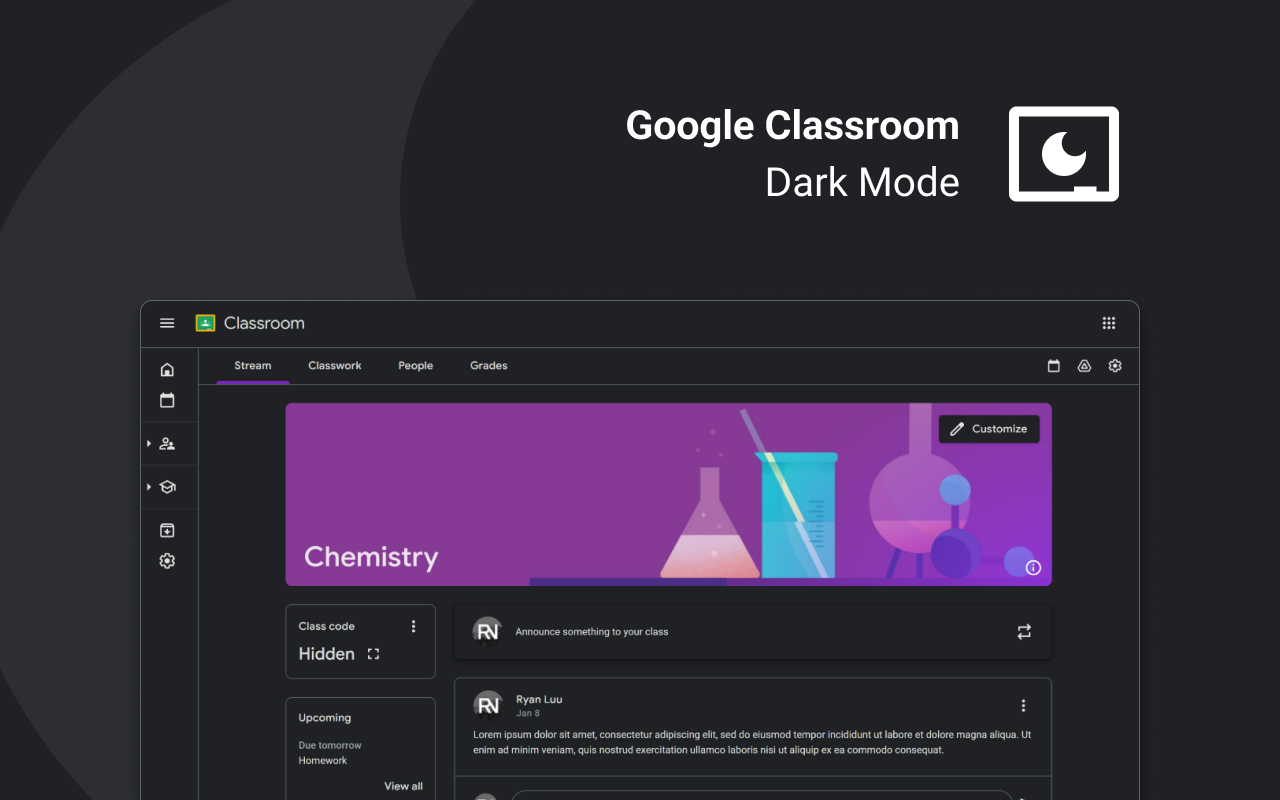 Google Classroom
Dark Mode
Classroom
Stream Classwork People Grades
Customize
Chemistry
Class code
Hidden
RN
Announce something to your class
RN
Ryan Luu
Jan 8
Lorem ipsum dolor sit amet, consectetur adipiscing elit, sed do eiusmod tempor incididunt ut labore et dolore magna aliqua. Ut
enim ad minim veniam, quis nostrud exercitation ullamco laboris nisi ut aliquip ex ea commodo consequat.
Upcoming
Due tomorrow
Homework
View all